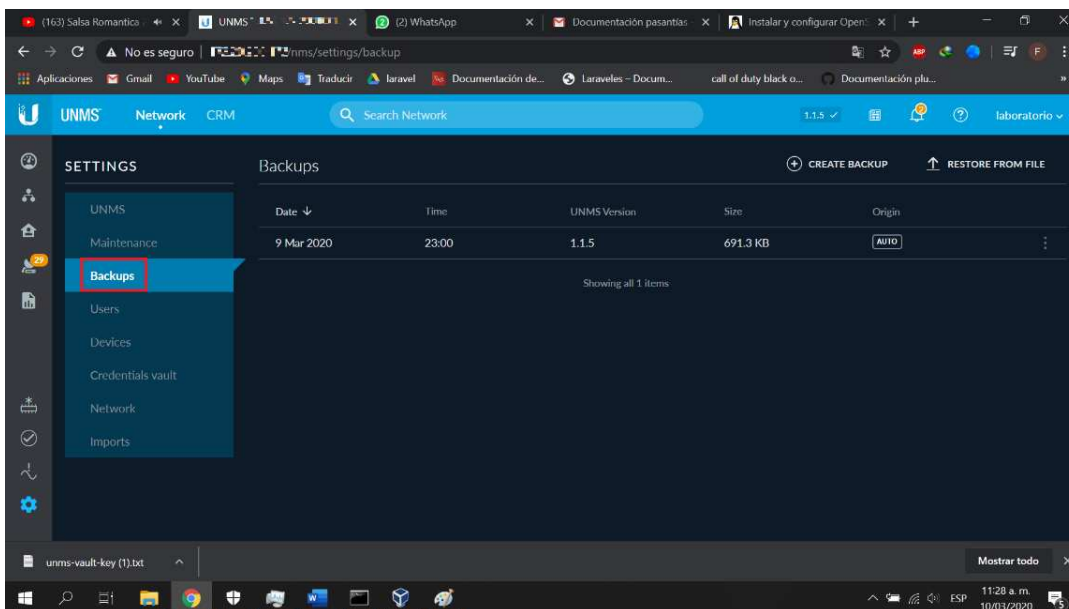 (163) Salsa Romantica
UNMS
(2) WhatsApp
Documentación pasantías
Instalar y configurar Open
No es seguro
/nms/settings/backup
ABP
F
Aplicaciones
Gmail
YouTube
Maps
Traducir
laravel
Documentación de...
Laraveles – Docum...
call of duty black o...
Documentación plu...
»
UNMS
Network
CRM
Search Network
1.1.5 ✓
laboratorio
SETTINGS
UNMS
Maintenance
Backups
Users
Devices
Credentials vault
Network
Imports
29
Backups
CREATE BACKUP
RESTORE FROM FILE
Date ↓ Time UNMS Version Size Origin
9 Mar 2020 23:00 1.1.5 691.3 KB AUTO
Showing all 1 items
unms-vault-key (1).txt
Mostrar todo
ESP
11:28 a. m.
10/03/2020